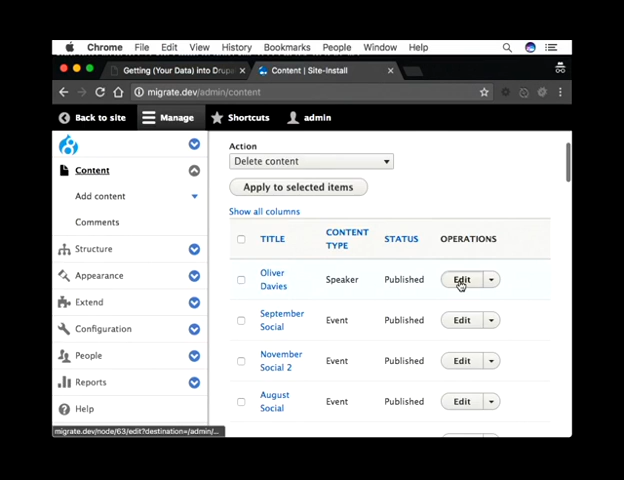 Chrome File Edit View History Bookmarks People Window Help
Getting (Your Data) into Drupa × Content | Site-Install ×
migrate.dev/admin/content
Back to site Manage Shortcuts admin
Content
Add content
Comments
Structure
Appearance
Extend
Configuration
People
Reports
Help
Action
Delete content
Apply to selected items
Show all columns
TITLE CONTENT TYPE STATUS OPERATIONS
Oliver Davies Speaker Published Edit
September Social Event Published Edit
November Social 2 Event Published Edit
August Social Event Published Edit
migrate.dev/node/63/edit?destination=/admin/...